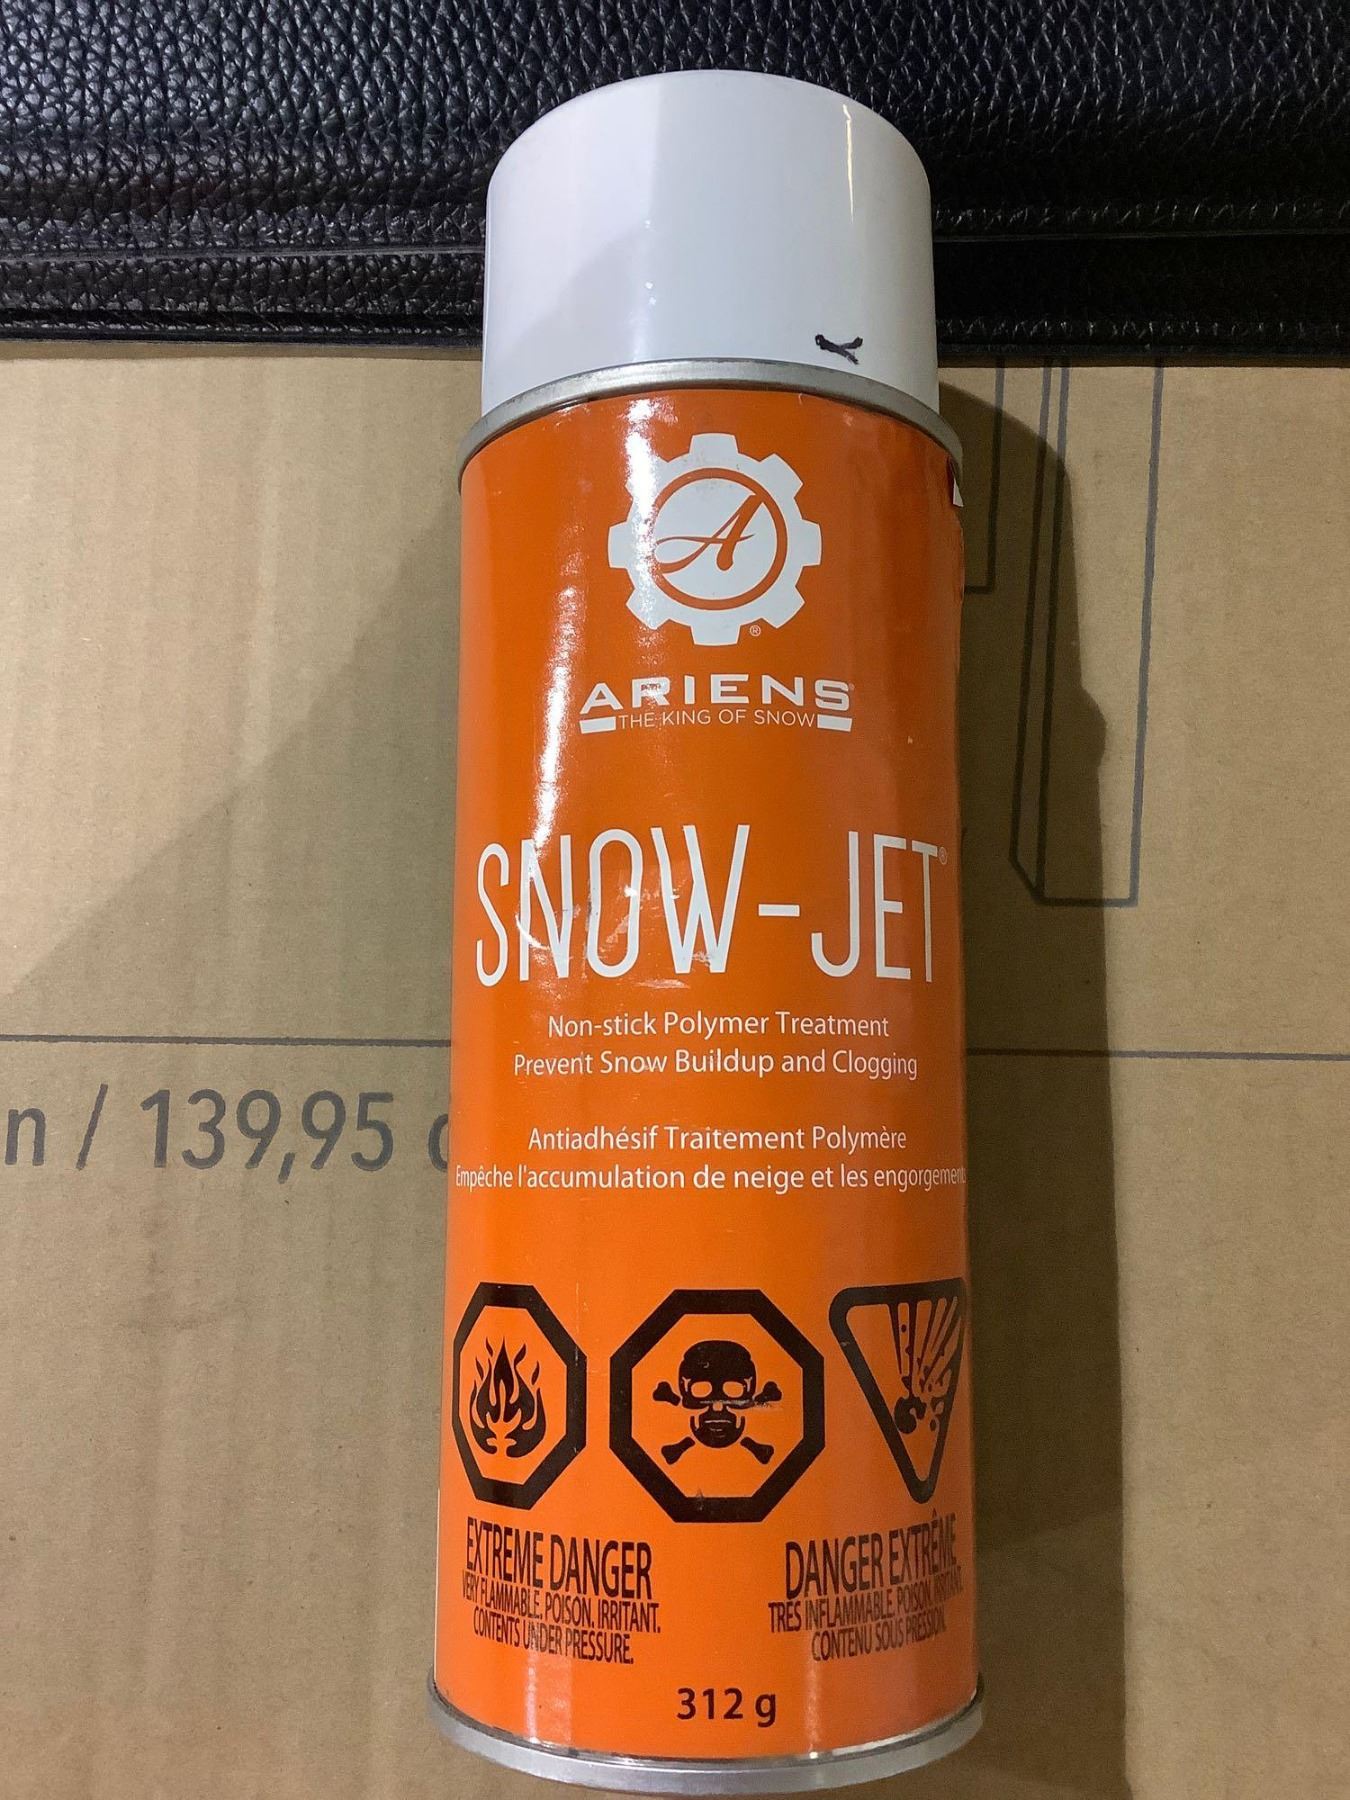 A
®
ARIENS®
THE KING OF SNOW
SNOW-JET®
Non-stick Polymer Treatment
Prevent Snow Buildup and Clogging
n / 139,95 c
Antiadhésif Traitement Polymère
Empêche l'accumulation de neige et les engorgement
EXTREME DANGER
VERY FLAMMABLE. POISON. IRRITANT.
CONTENTS UNDER PRESSURE.
DANGER EXTRÊME
TRES INFLAMMABLE. POISON. IRRITANT.
CONTENU SOUS PRESSION.
312 g